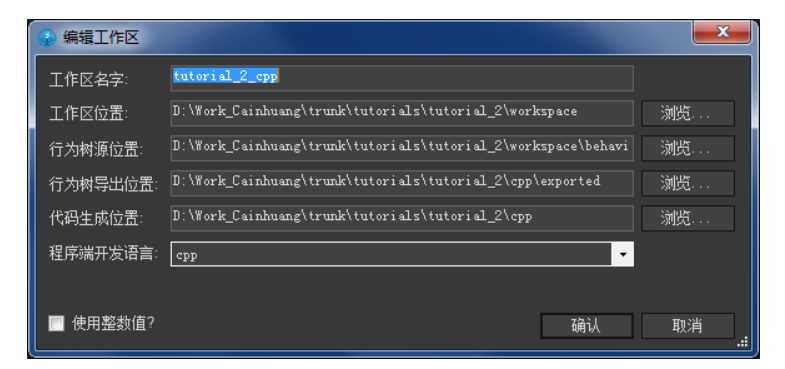 编辑工作区
工作区名字: tutorial_2_cpp
工作区位置: D:\Work_Cainhuang\trunk\tutorials\tutorial_2\workspace 浏览...
行为树源位置: D:\Work_Cainhuang\trunk\tutorials\tutorial_2\workspace\behavi 浏览...
行为树导出位置: D:\Work_Cainhuang\trunk\tutorials\tutorial_2\cpp\exported 浏览...
代码生成位置: D:\Work_Cainhuang\trunk\tutorials\tutorial_2\cpp 浏览...
程序端开发语言: cpp
使用整数值? 确认 取消